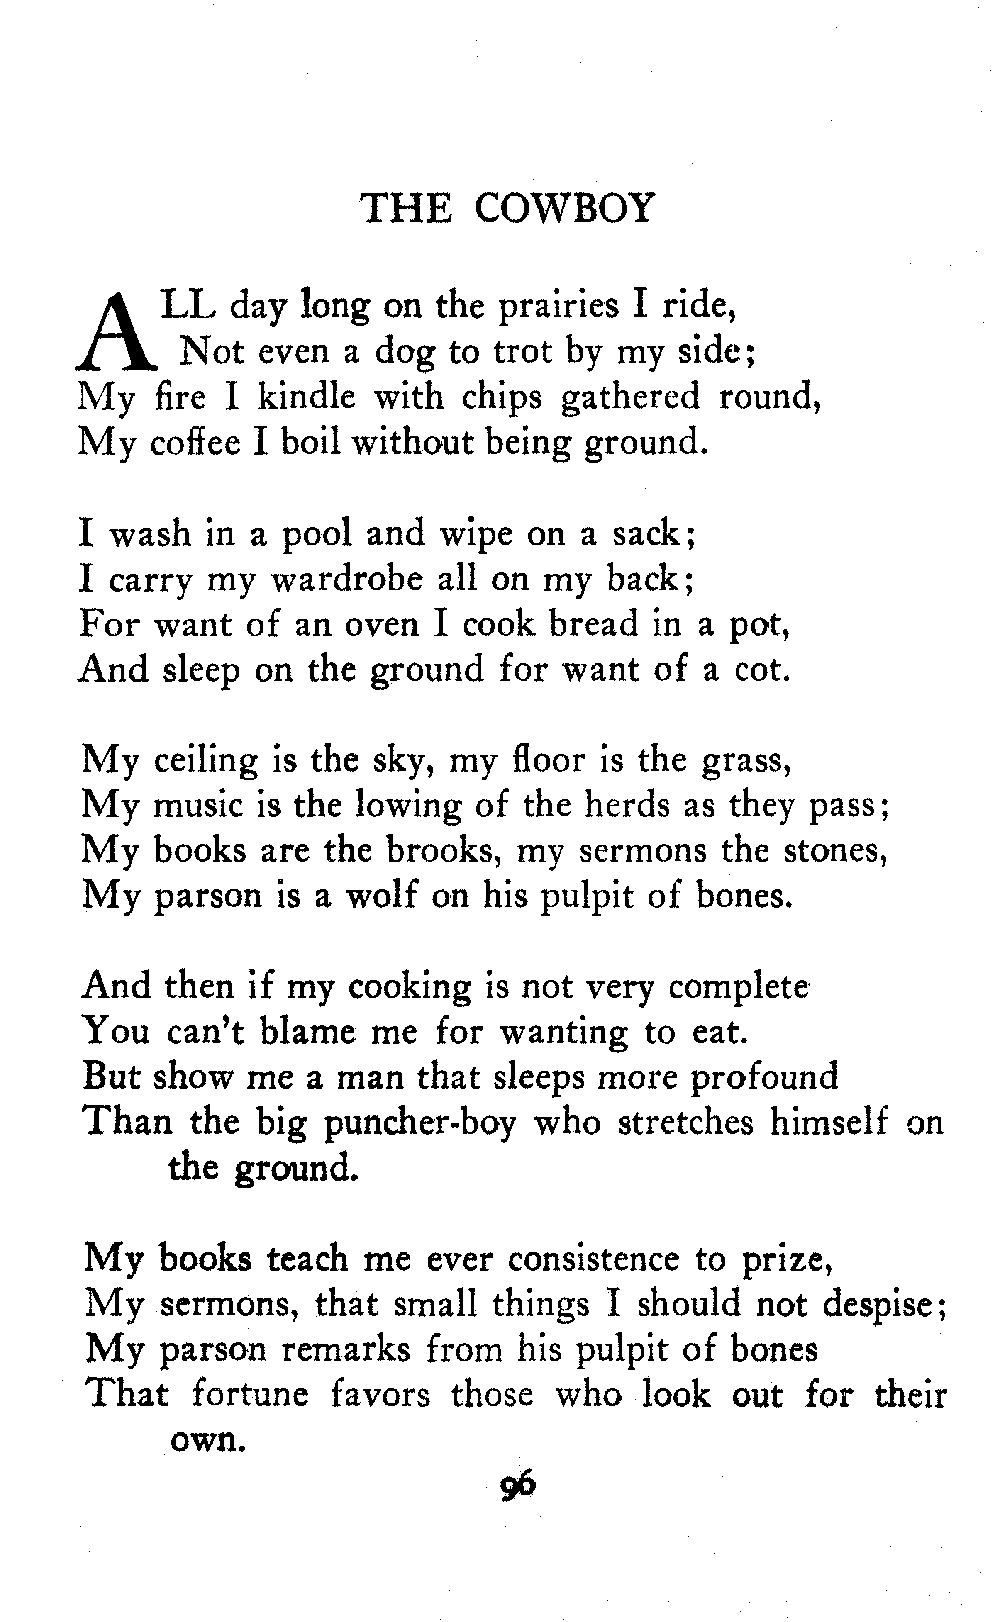 THE COWBOY
ALL day long on the prairies I ride,
Not even a dog to trot by my side;
My fire I kindle with chips gathered round,
My coffee I boil without being ground.

I wash in a pool and wipe on a sack;
I carry my wardrobe all on my back;
For want of an oven I cook bread in a pot,
And sleep on the ground for want of a cot.

My ceiling is the sky, my floor is the grass,
My music is the lowing of the herds as they pass;
My books are the brooks, my sermons the stones,
My parson is a wolf on his pulpit of bones.

And then if my cooking is not very complete
You can't blame me for wanting to eat.
But show me a man that sleeps more profound
Than the big puncher-boy who stretches himself on
the ground.

My books teach me ever consistence to prize,
My sermons, that small things I should not despise;
My parson remarks from his pulpit of bones
That fortune favors those who look out for their
own.
96